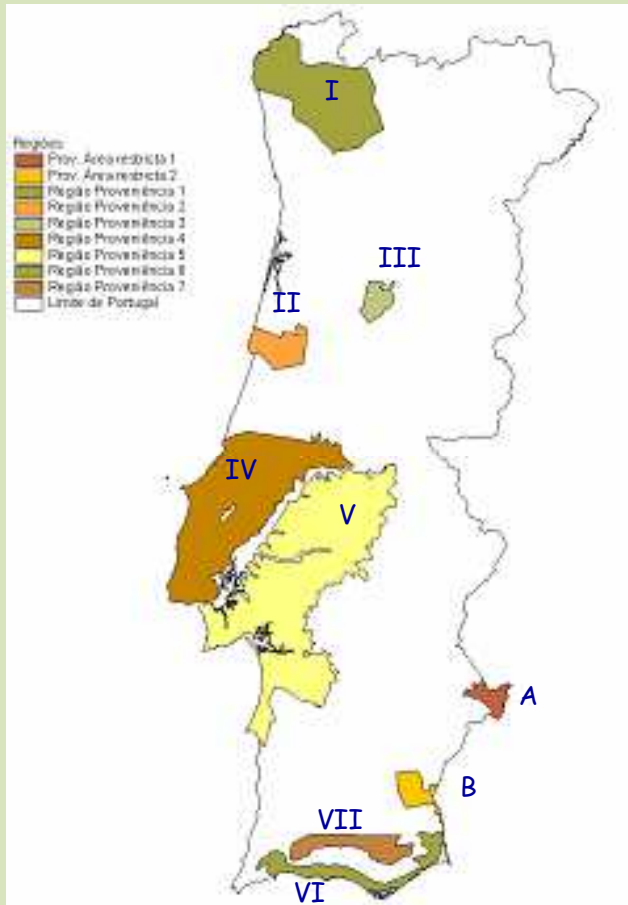 I
Regiões
Prov. Área restricta 1
Prov. Área restricta 2
Região Proveniência 1
Região Proveniência 2
Região Proveniência 3
Região Proveniência 4
Região Proveniência 5
Região Proveniência 6
Região Proveniência 7
Limite de Portugal
III
II
IV
V
A
B
VII
VI